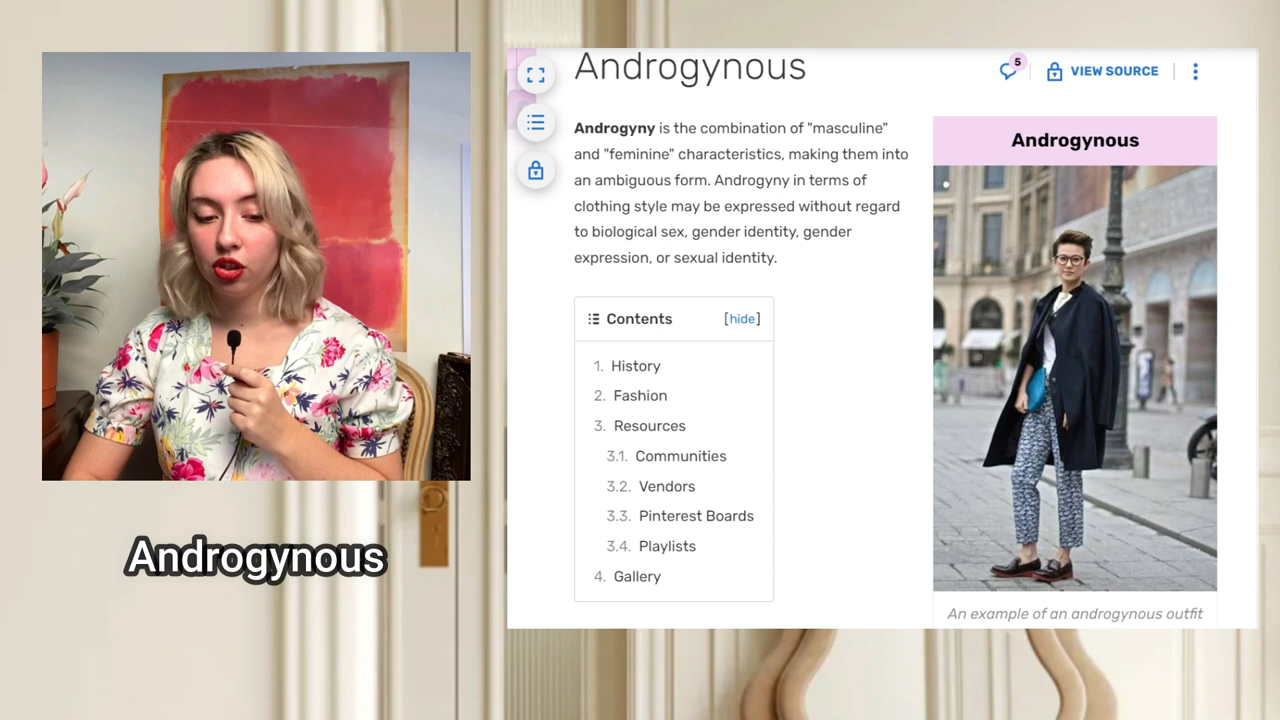 Androgynous
5
VIEW SOURCE
Androgyny is the combination of "masculine"
and "feminine" characteristics, making them into
an ambiguous form. Androgyny in terms of
clothing style may be expressed without regard
to biological sex, gender identity, gender
expression, or sexual identity.
Contents [hide]
1. History
2. Fashion
3. Resources
3.1. Communities
3.2. Vendors
3.3. Pinterest Boards
3.4. Playlists
4. Gallery
Androgynous
An example of an androgynous outfit
Androgynous